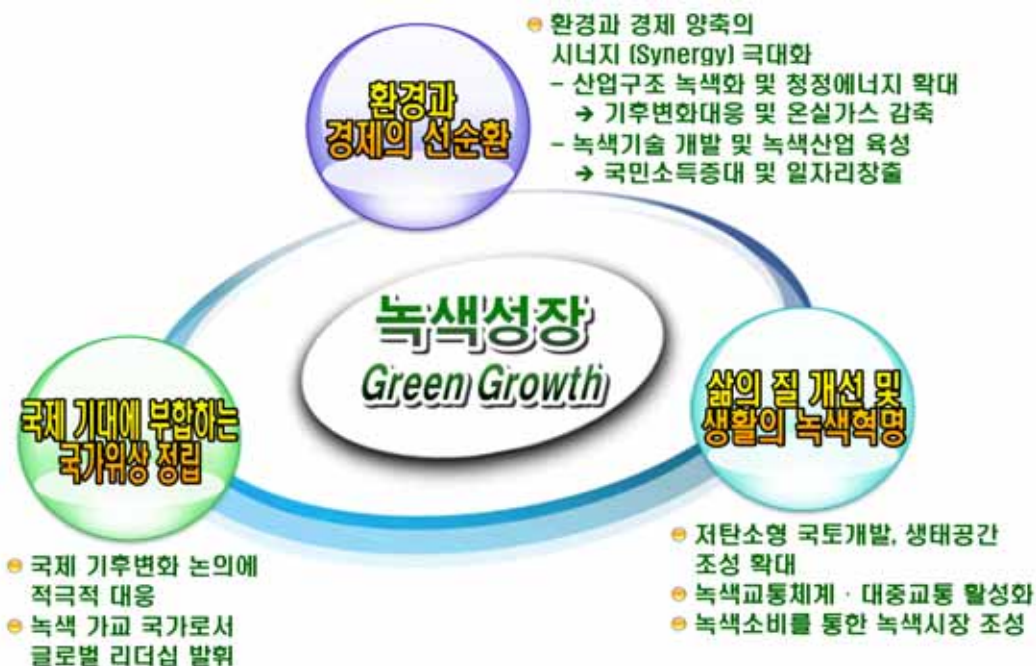 환경과
경제의 선순환
환경과 경제 양축의
시너지 (Synergy) 극대화
– 산업구조 녹색화 및 청정에너지 확대
→ 기후변화대응 및 온실가스 감축
– 녹색기술 개발 및 녹색산업 육성
→ 국민소득증대 및 일자리창출
녹색성장
Green Growth
국제 기대에 부합하는
국가위상 정립
국제 기후변화 논의에
적극적 대응
녹색 가교 국가로서
글로벌 리더십 발휘
삶의 질 개선 및
생활의 녹색혁명
저탄소형 국토개발, 생태공간
조성 확대
녹색교통체계 · 대중교통 활성화
녹색소비를 통한 녹색시장 조성